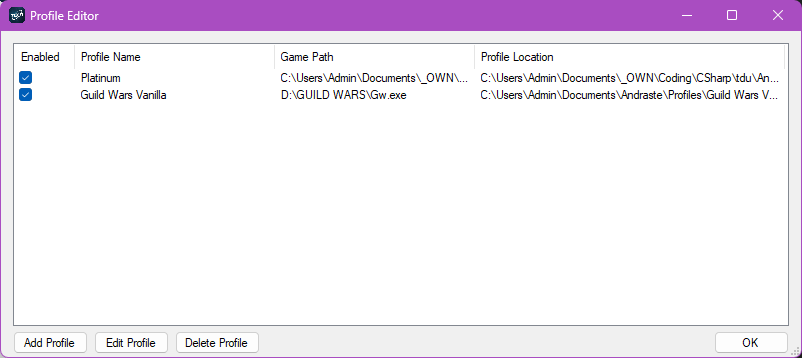 Profile Editor
Enabled Profile Name Game Path Profile Location
Platinum C:\Users\Admin\Documents\_OWN\... C:\Users\Admin\Documents\_OWN\Coding\CSharp\tdu\An...
Guild Wars Vanilla D:\GUILD WARS\Gw.exe C:\Users\Admin\Documents\Andraste\Profiles\Guild Wars V...
Add Profile Edit Profile Delete Profile OK